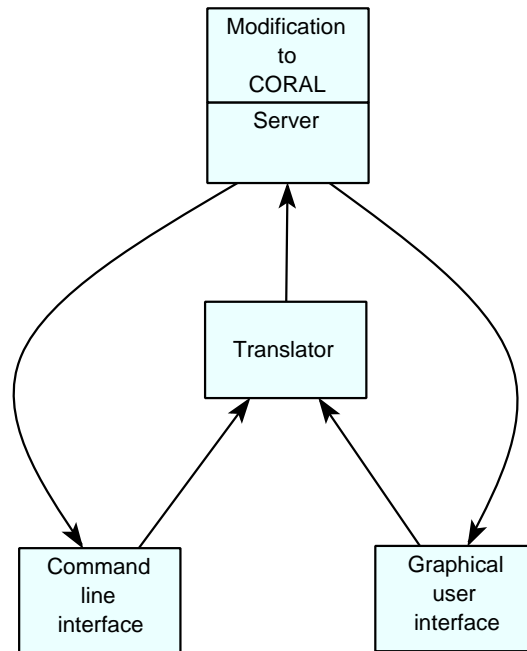 Modification
to
CORAL
Server
Translator
Command
line
interface
Graphical
user
interface